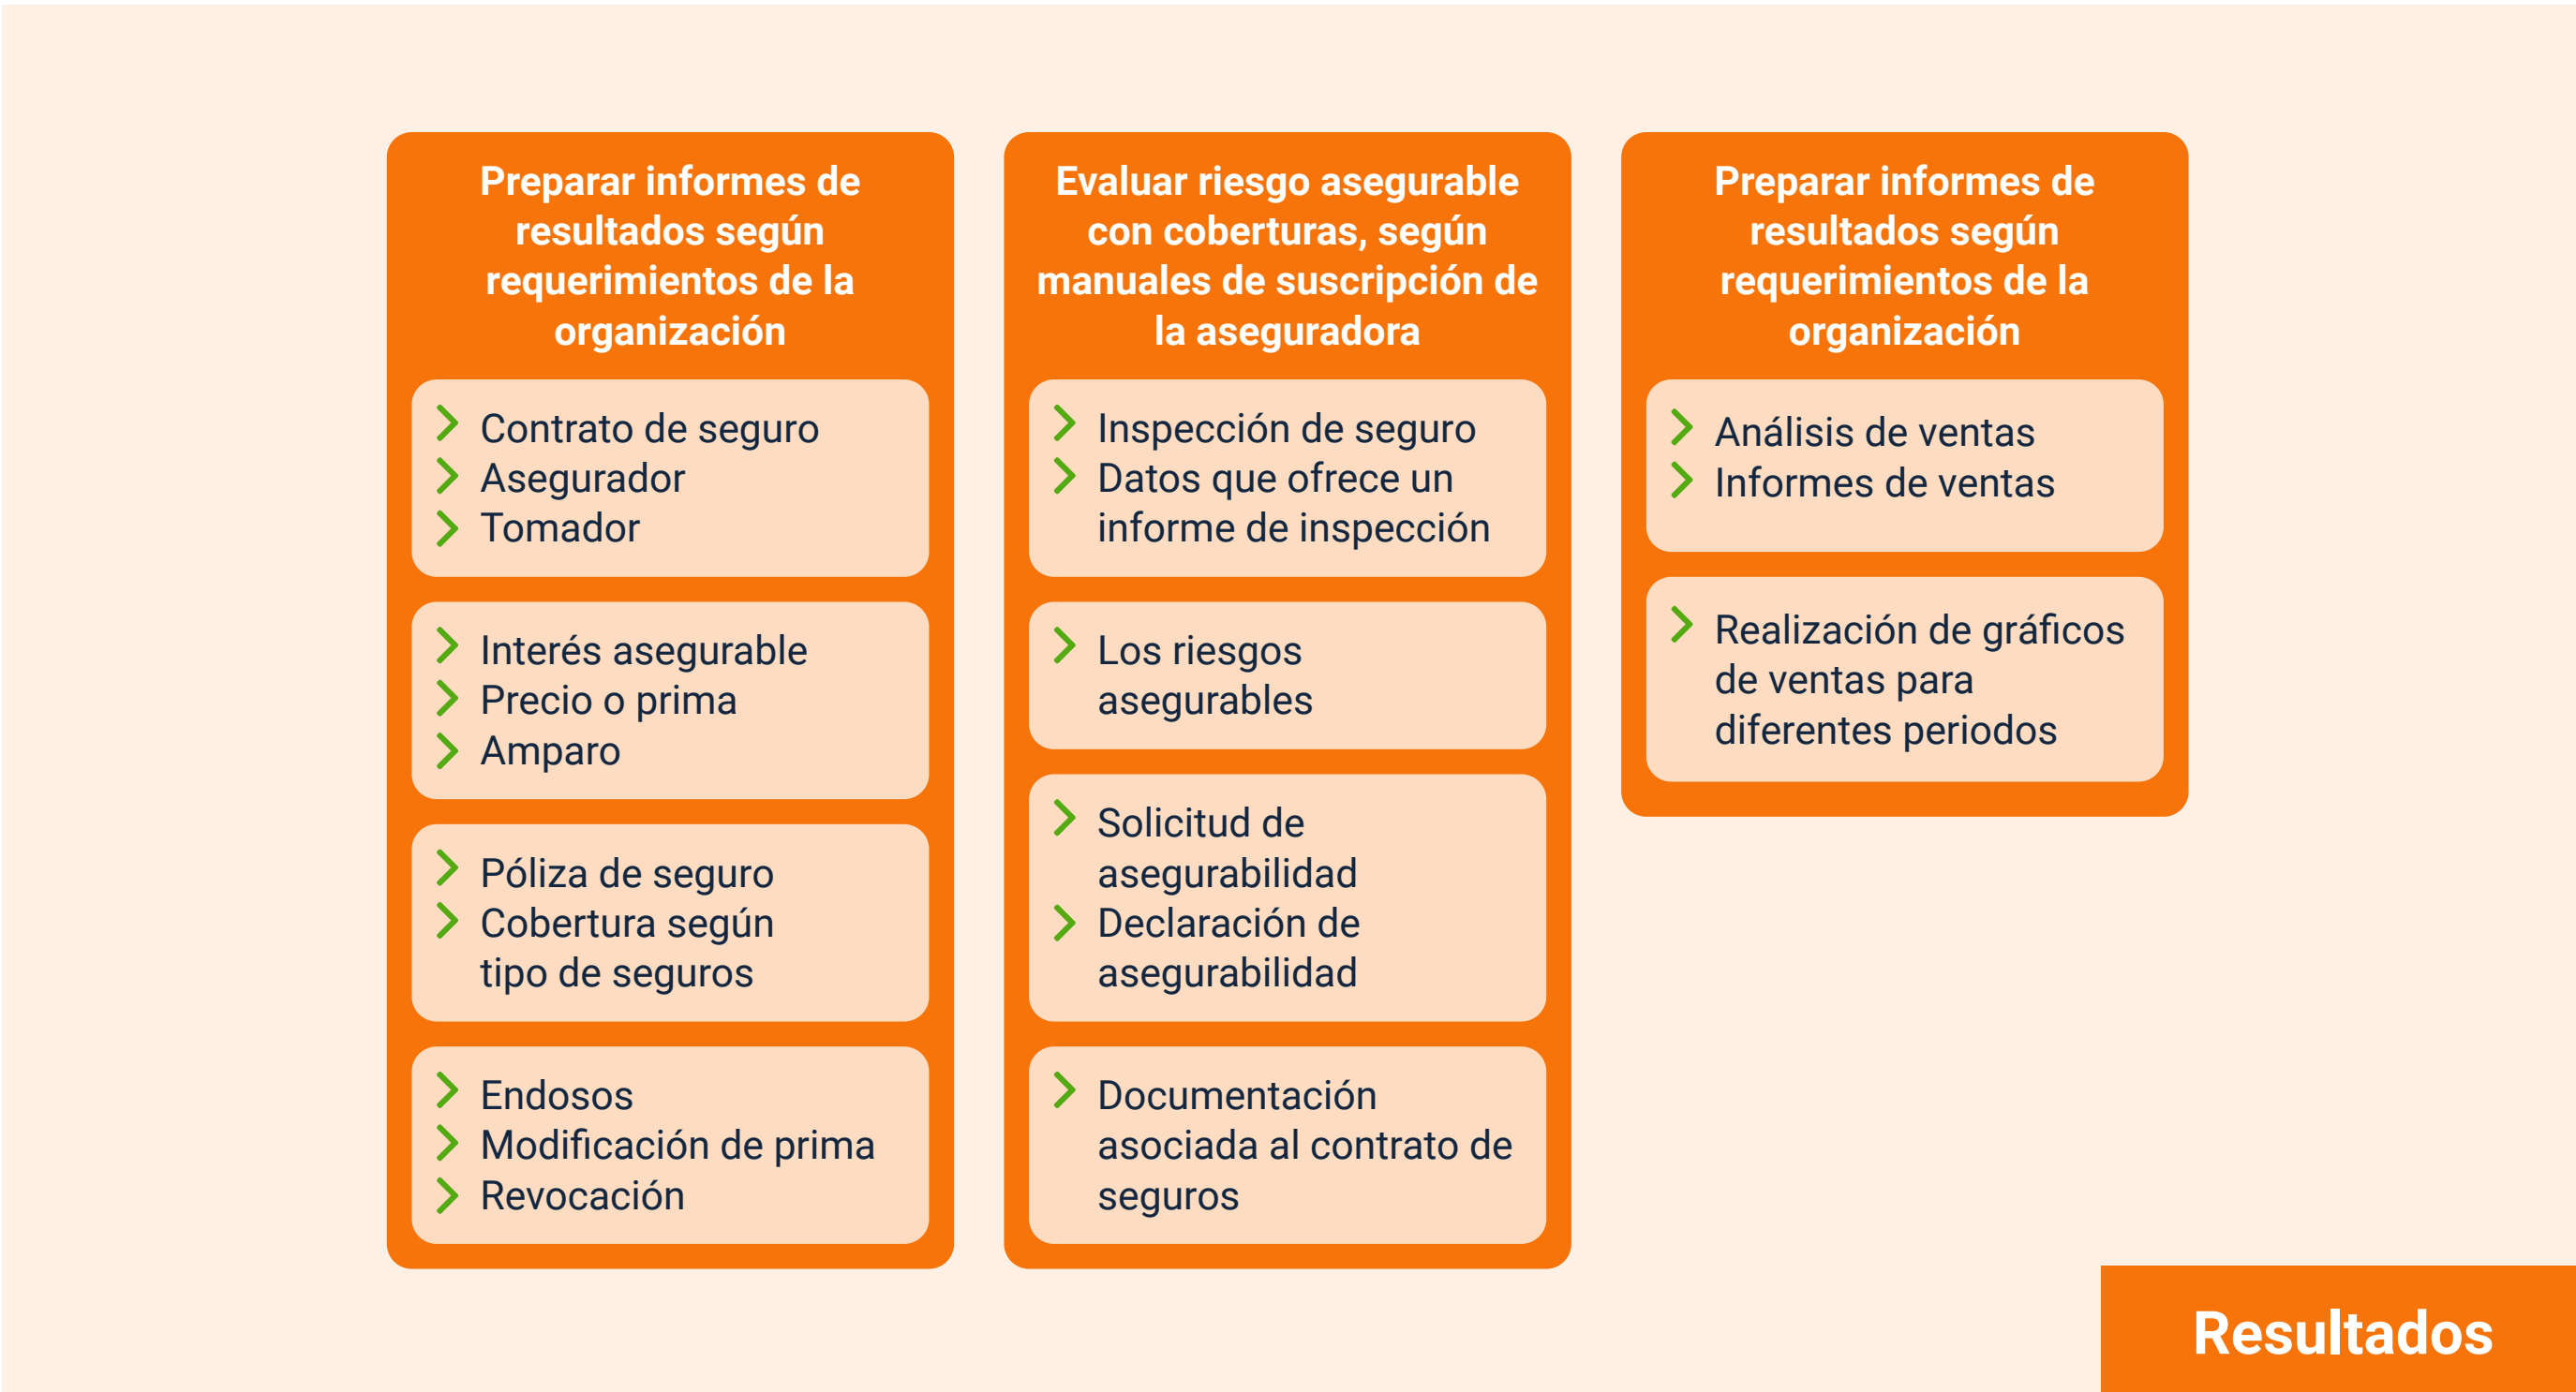 Preparar informes de
resultados según
requerimientos de la
organización
Contrato de seguro
Asegurador
Tomador
Interés asegurable
Precio o prima
Amparo
Póliza de seguro
Cobertura según
tipo de seguros
Endosos
Modificación de prima
Revocación
Evaluar riesgo asegurable
con coberturas, según
manuales de suscripción de
la aseguradora
Inspección de seguro
Datos que ofrece un
informe de inspección
Los riesgos
asegurables
Solicitud de
asegurabilidad
Declaración de
asegurabilidad
Documentación
asociada al contrato de
seguros
Preparar informes de
resultados según
requerimientos de la
organización
Análisis de ventas
Informes de ventas
Realización de gráficos
de ventas para
diferentes periodos
Resultados